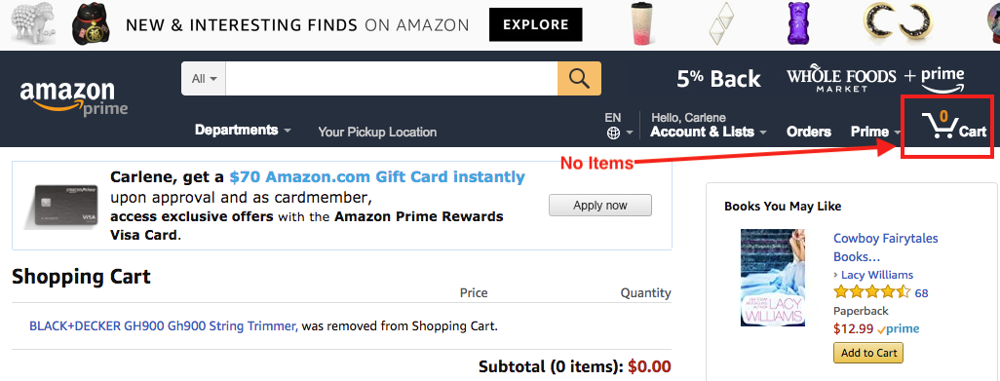 NEW & INTERESTING FINDS ON AMAZON EXPLORE
amazon
prime
All
5% Back
WHOLE FOODS
MARKET
+ prime
Departments
Your Pickup Location
EN
Hello, Carlene
Account & Lists
Orders
Prime
0
Cart
No Items
Carlene, get a $70 Amazon.com Gift Card instantly
upon approval and as cardmember,
access exclusive offers with the Amazon Prime Rewards
Visa Card.
Apply now
VISA
Shopping Cart
Price
Quantity
BLACK+DECKER GH900 Gh900 String Trimmer, was removed from Shopping Cart.
Subtotal (0 items): $0.00
Books You May Like
Cowboy Fairytales
Books...
› Lacy Williams
68
Paperback
$12.99 prime
Add to Cart
LACY
WILLIAMS